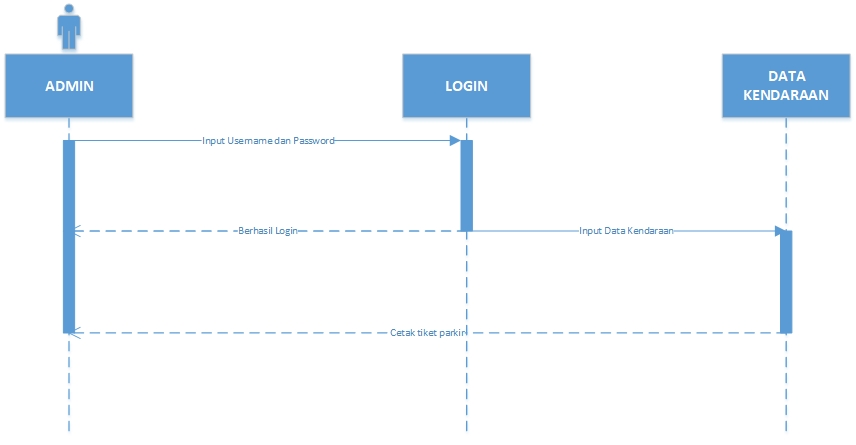 ADMIN
LOGIN
DATA
KENDARAAN
Input Username dan Password
Berhasil Login
Input Data Kendaraan
Cetak tiket parkir